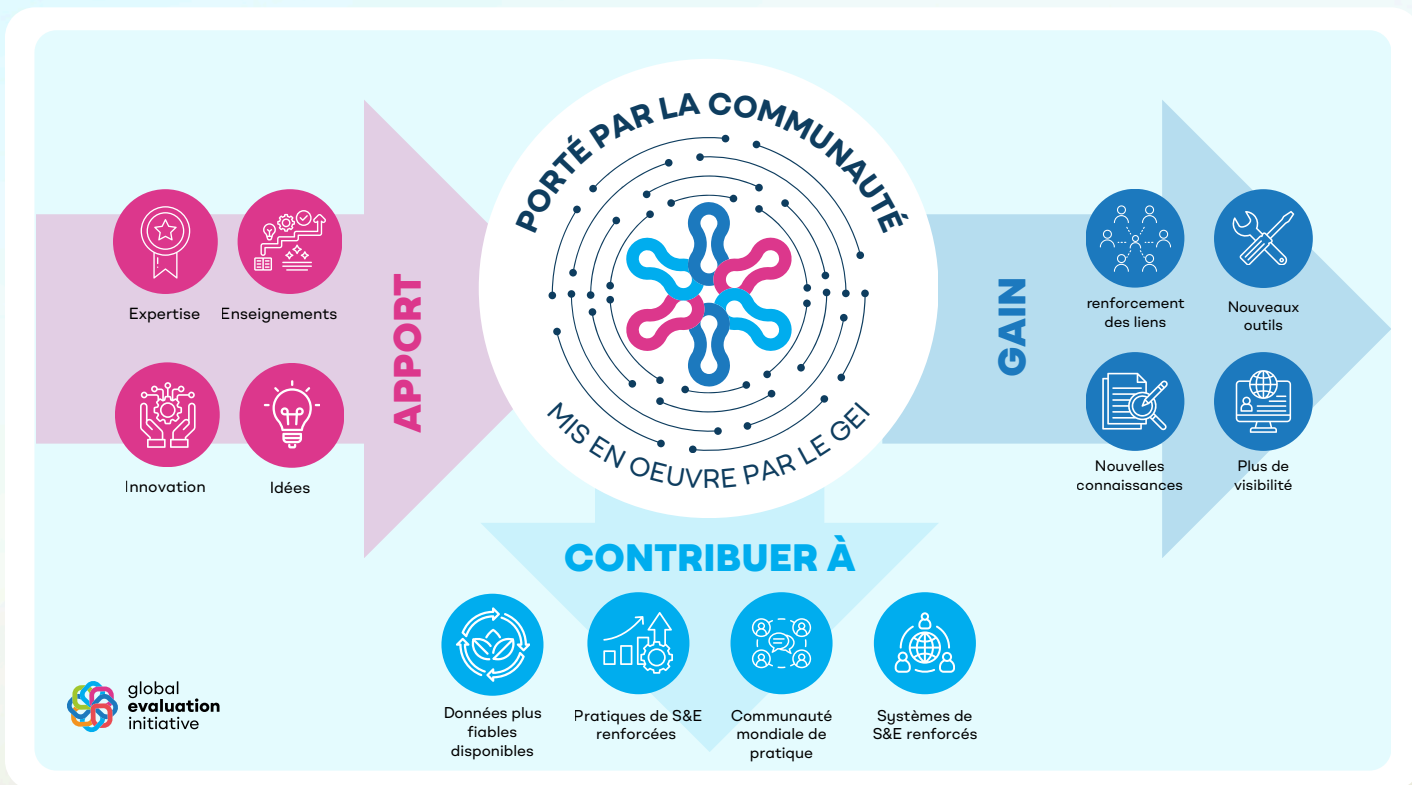 PORTÉ PAR LA COMMUNAUTÉ
MIS EN OEUVRE PAR LE GEI
APPORT
Expertise
Enseignements
Innovation
Idées
GAIN
renforcement
des liens
Nouveaux
outils
Nouvelles
connaissances
Plus de
visibilité
CONTRIBUER À
Données plus
fiables
disponibles
Pratiques de S&E
renforcées
Communauté
mondiale de
pratique
Systèmes de
S&E renforcés
global
evaluation
initiative